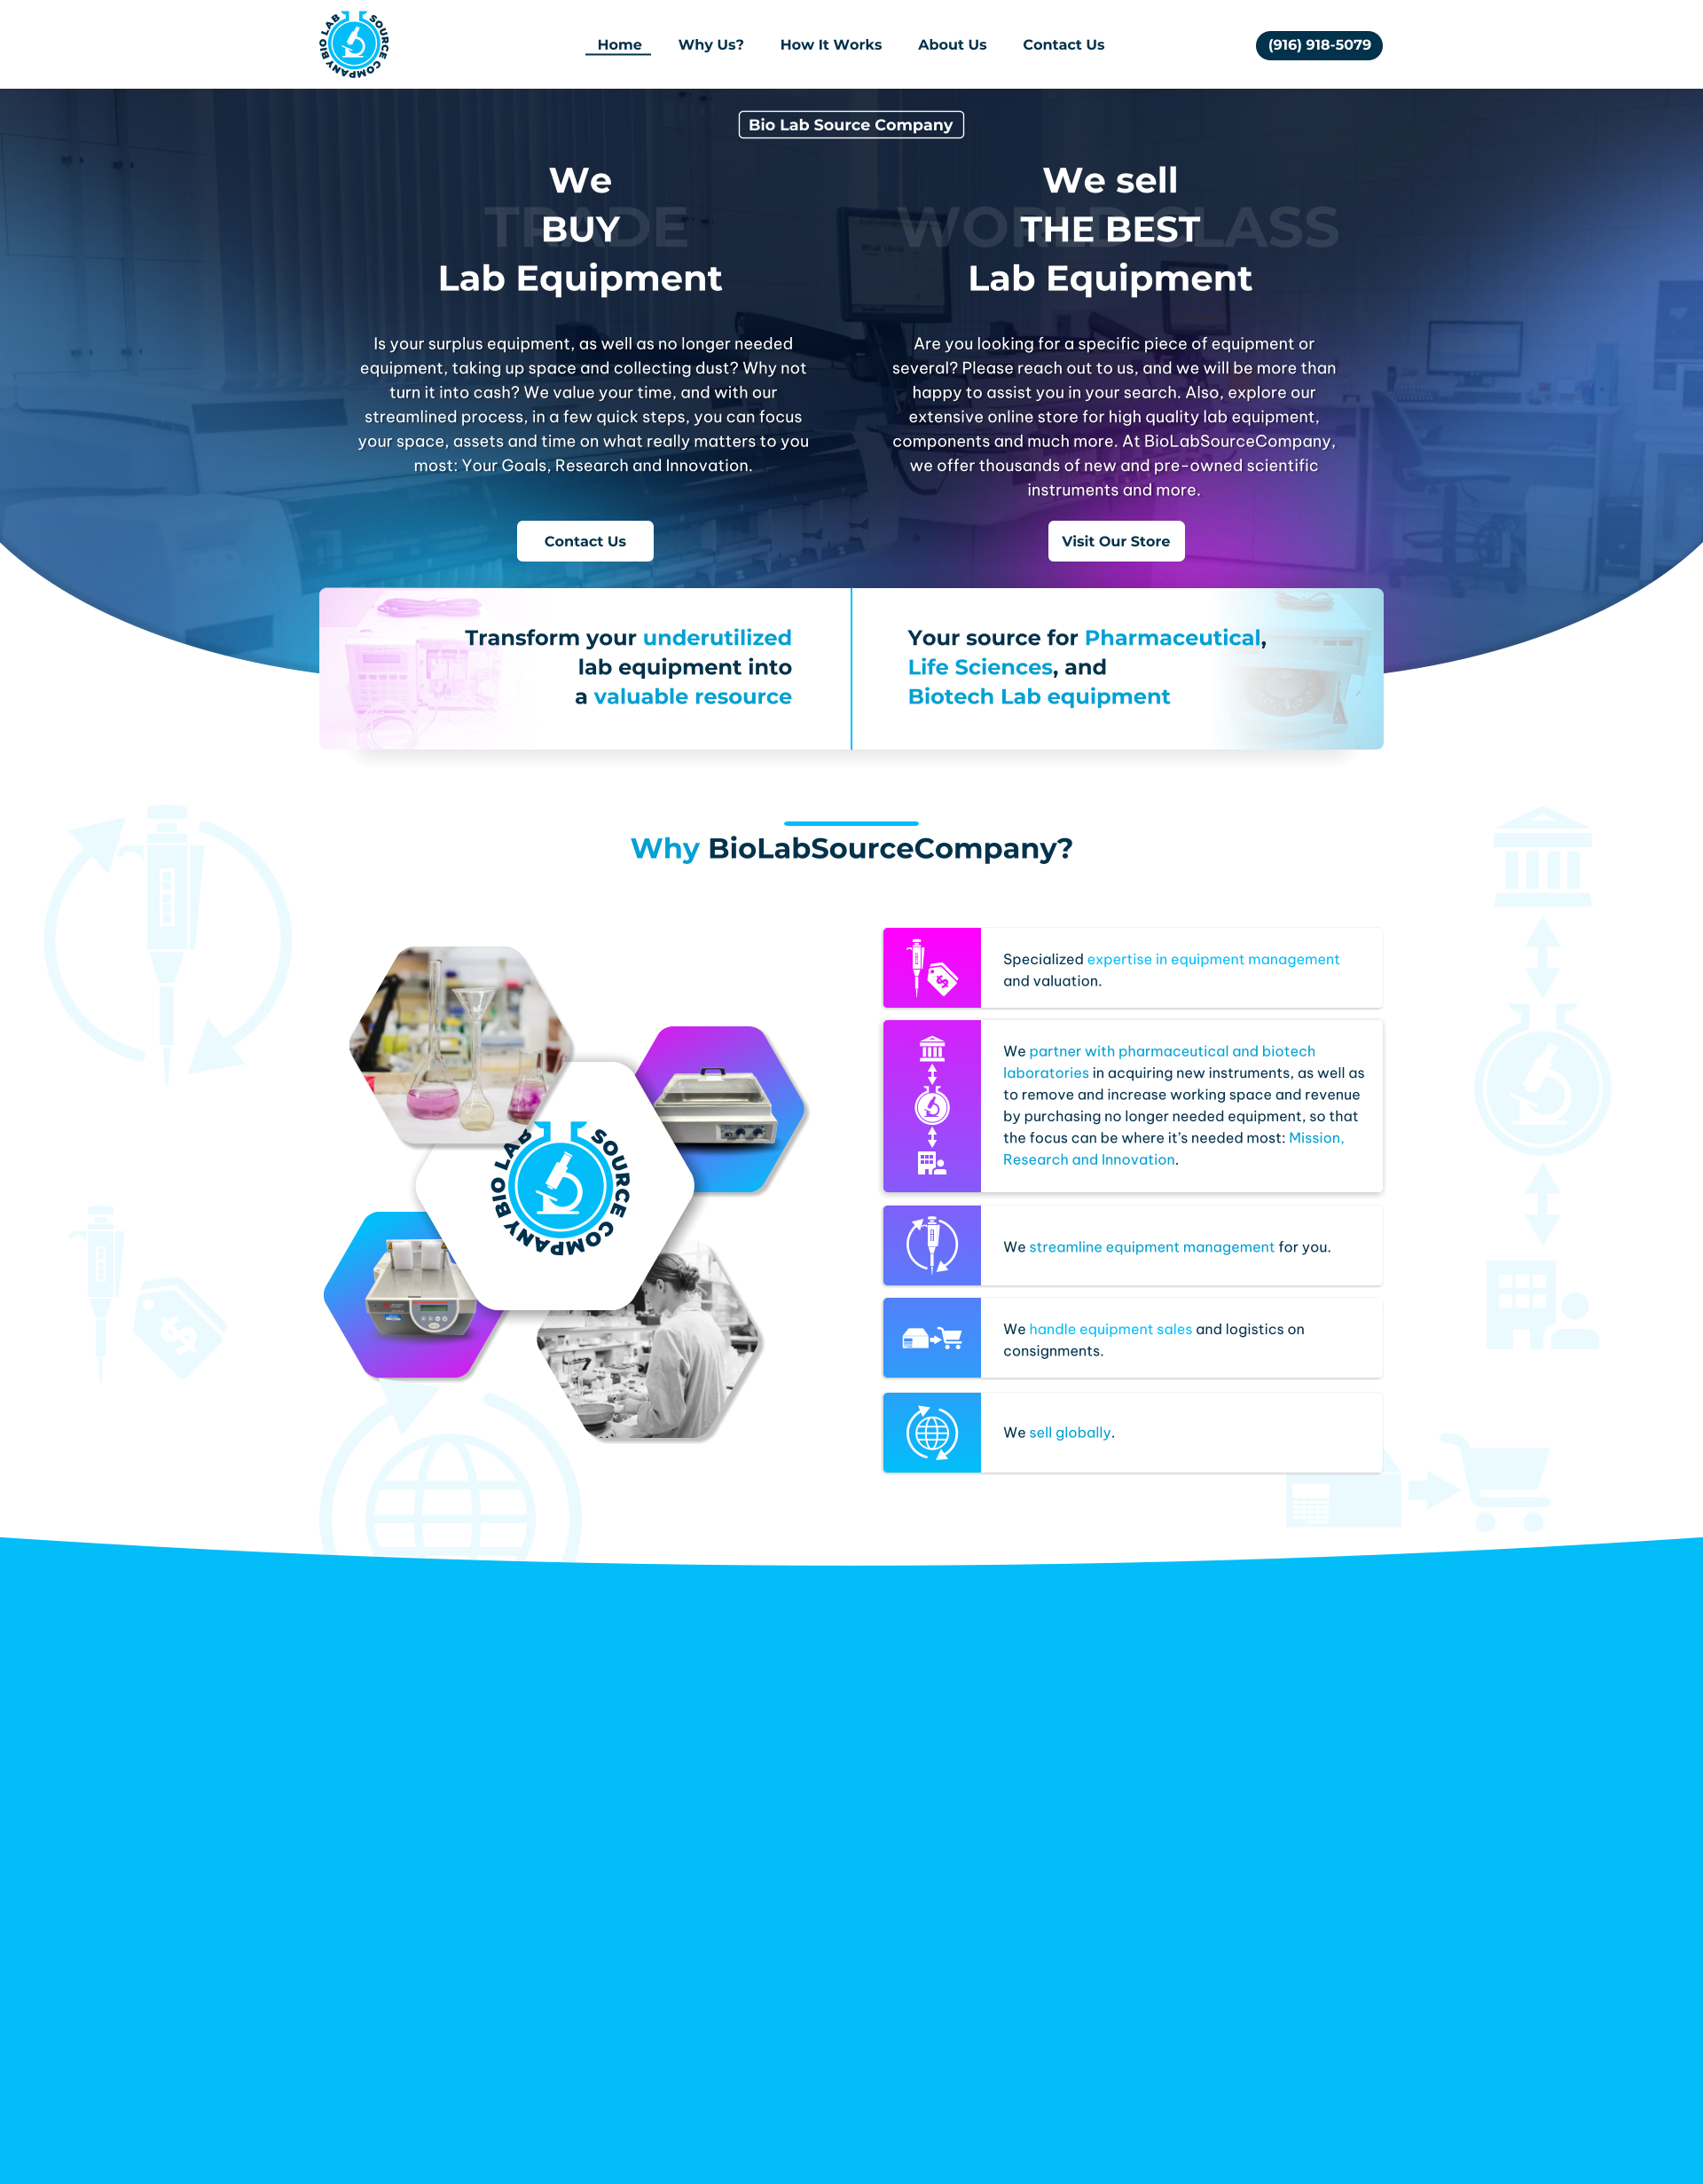 BIO LAB SOURCE COMPANY
Home
Why Us?
How It Works
About Us
Contact Us
(916) 918-5079
Bio Lab Source Company
We
TRADE
BUY
Lab Equipment
Is your surplus equipment, as well as no longer needed
equipment, taking up space and collecting dust? Why not
turn it into cash? We value your time, and with our
streamlined process, in a few quick steps, you can focus
your space, assets and time on what really matters to you
most: Your Goals, Research and Innovation.
Contact Us
We sell
WORLD CLASS
THE BEST
Lab Equipment
Are you looking for a specific piece of equipment or
several? Please reach out to us, and we will be more than
happy to assist you in your search. Also, explore our
extensive online store for high quality lab equipment,
components and much more. At BioLabSourceCompany,
we offer thousands of new and pre-owned scientific
instruments and more.
Visit Our Store
Transform your underutilized
lab equipment into
a valuable resource
Your source for Pharmaceutical,
Life Sciences, and
Biotech Lab equipment
Why BioLabSourceCompany?
BIO LAB SOURCE COMPANY
Specialized expertise in equipment management
and valuation.
We partner with pharmaceutical and biotech
laboratories in acquiring new instruments, as well as
to remove and increase working space and revenue
by purchasing no longer needed equipment, so that
the focus can be where it’s needed most: Mission,
Research and Innovation.
We streamline equipment management for you.
We handle equipment sales and logistics on
consignments.
We sell globally.